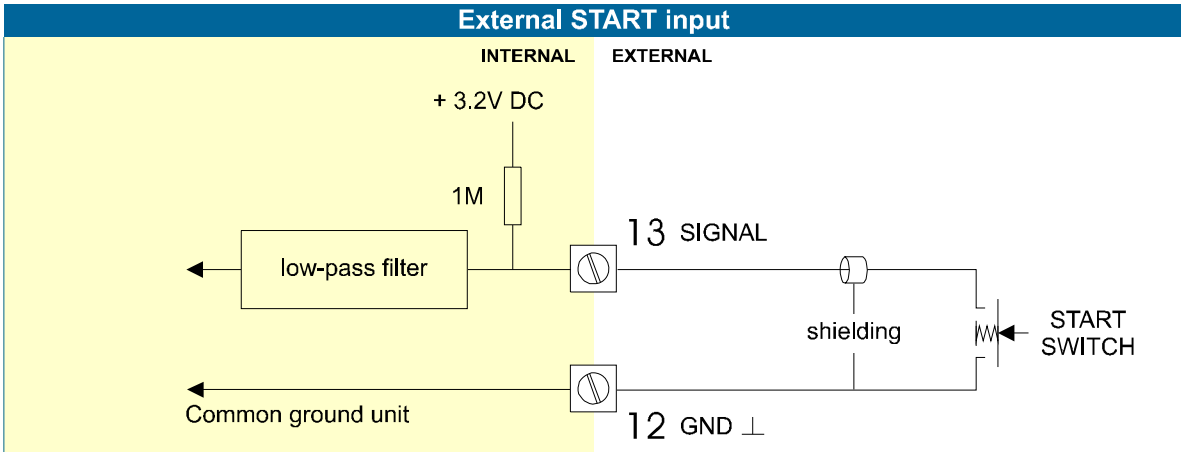 External START input
INTERNAL EXTERNAL
+ 3.2V DC
1M
13 SIGNAL
low-pass filter
shielding
START
SWITCH
Common ground unit
12 GND ⊥